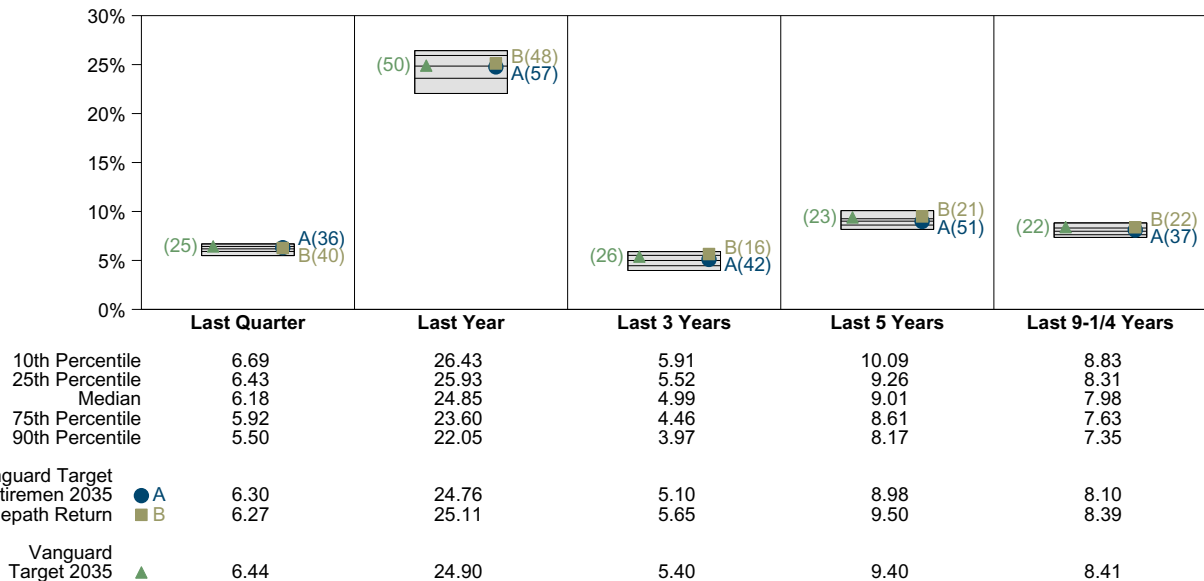 30%
25%
20%
15%
10%
5%
0%
(25)
A(36)
B(40)
(50)
B(48)
A(57)
(26)
B(16)
A(42)
(23)
B(21)
A(51)
(22)
B(22)
A(37)
Last Quarter Last Year Last 3 Years Last 5 Years Last 9-1/4 Years
10th Percentile 6.69 26.43 5.91 10.09 8.83
25th Percentile 6.43 25.93 5.52 9.26 8.31
Median 6.18 24.85 4.99 9.01 7.98
75th Percentile 5.92 23.60 4.46 8.61 7.63
90th Percentile 5.50 22.05 3.97 8.17 7.35
nguard Target
tiremen 2035 A 6.30 24.76 5.10 8.98 8.10
epath Return B 6.27 25.11 5.65 9.50 8.39
Vanguard
Target 2035 6.44 24.90 5.40 9.40 8.41